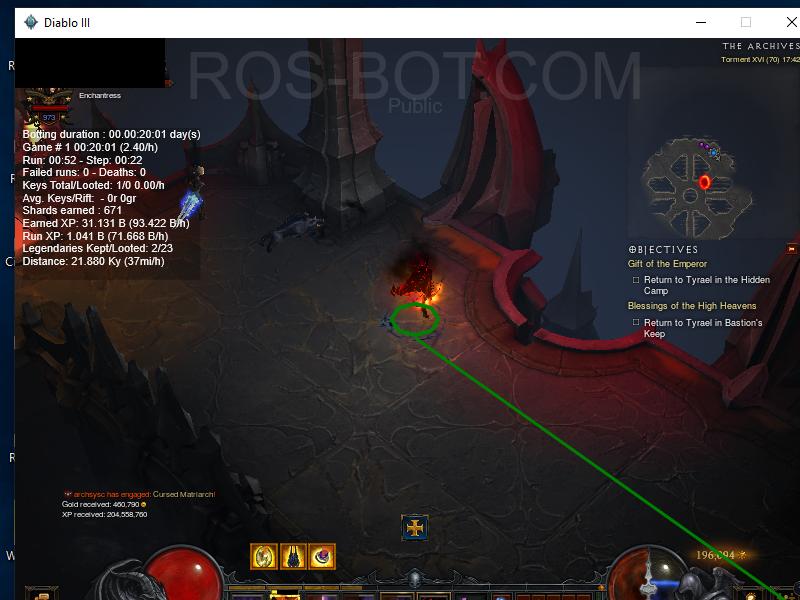 Diablo III
ROS-BOT.COM
Public
THE ARCHIVES
Torment XVI (70) 17:42
Enchantress
973
Botting duration : 00.00:20:01 day(s)
Game # 1 00:20:01 (2.40/h)
Run: 00:52 - Step: 00:22
Failed runs: 0 - Deaths: 0
Keys Total/Looted: 1/0 0.00/h
Avg. Keys/Rift: - 0r 0gr
Shards earned : 671
Earned XP: 31.131 B (93.422 B/h)
Run XP: 1.041 B (71.668 B/h)
Legendaries Kept/Looted: 2/23
Distance: 21.880 Ky (37mi/h)
OBJECTIVES
Gift of the Emperor
Return to Tyrael in the Hidden
Camp
Blessings of the High Heavens
Return to Tyrael in Bastion's
Keep
archsysc has engaged: Cursed Matriarch!
Gold received: 460,790
XP received: 204,558,760